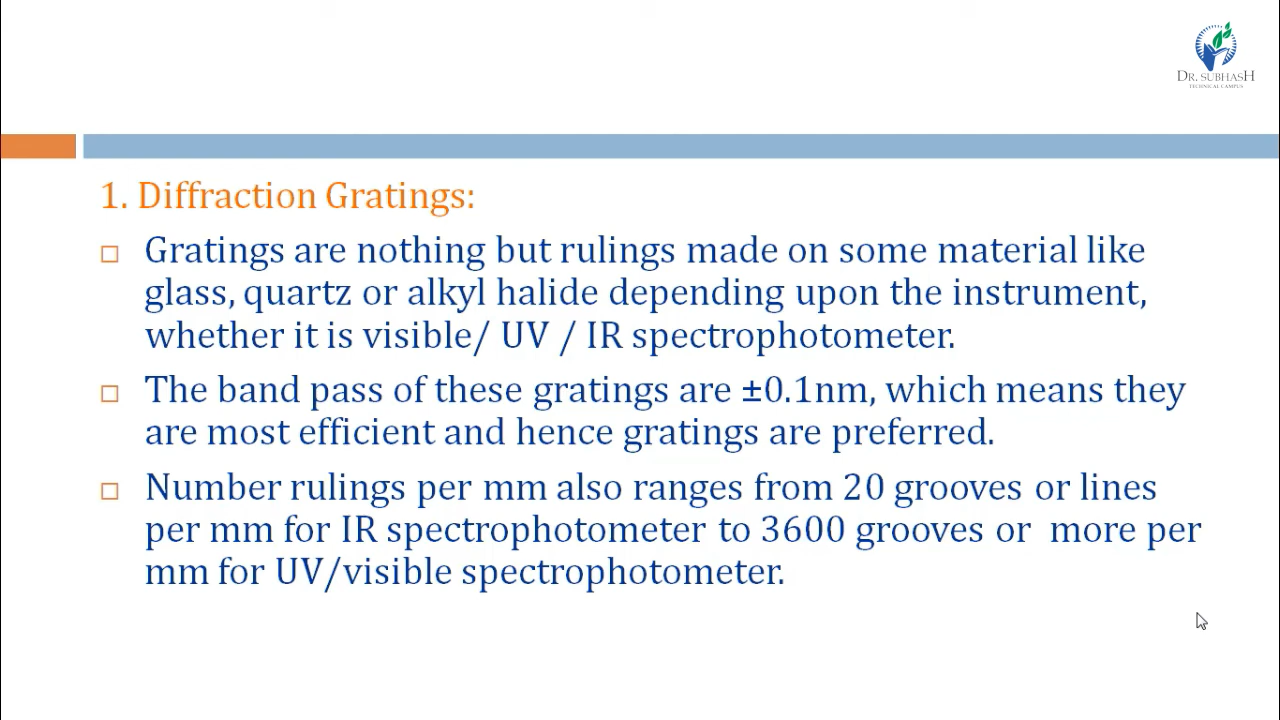 DR. SUBHASH
TECHNICAL CAMPUS
1. Diffraction Gratings:
Gratings are nothing but rulings made on some material like
glass, quartz or alkyl halide depending upon the instrument,
whether it is visible/ UV / IR spectrophotometer.
The band pass of these gratings are ±0.1nm, which means they
are most efficient and hence gratings are preferred.
Number rulings per mm also ranges from 20 grooves or lines
per mm for IR spectrophotometer to 3600 grooves or more per
mm for UV/visible spectrophotometer.